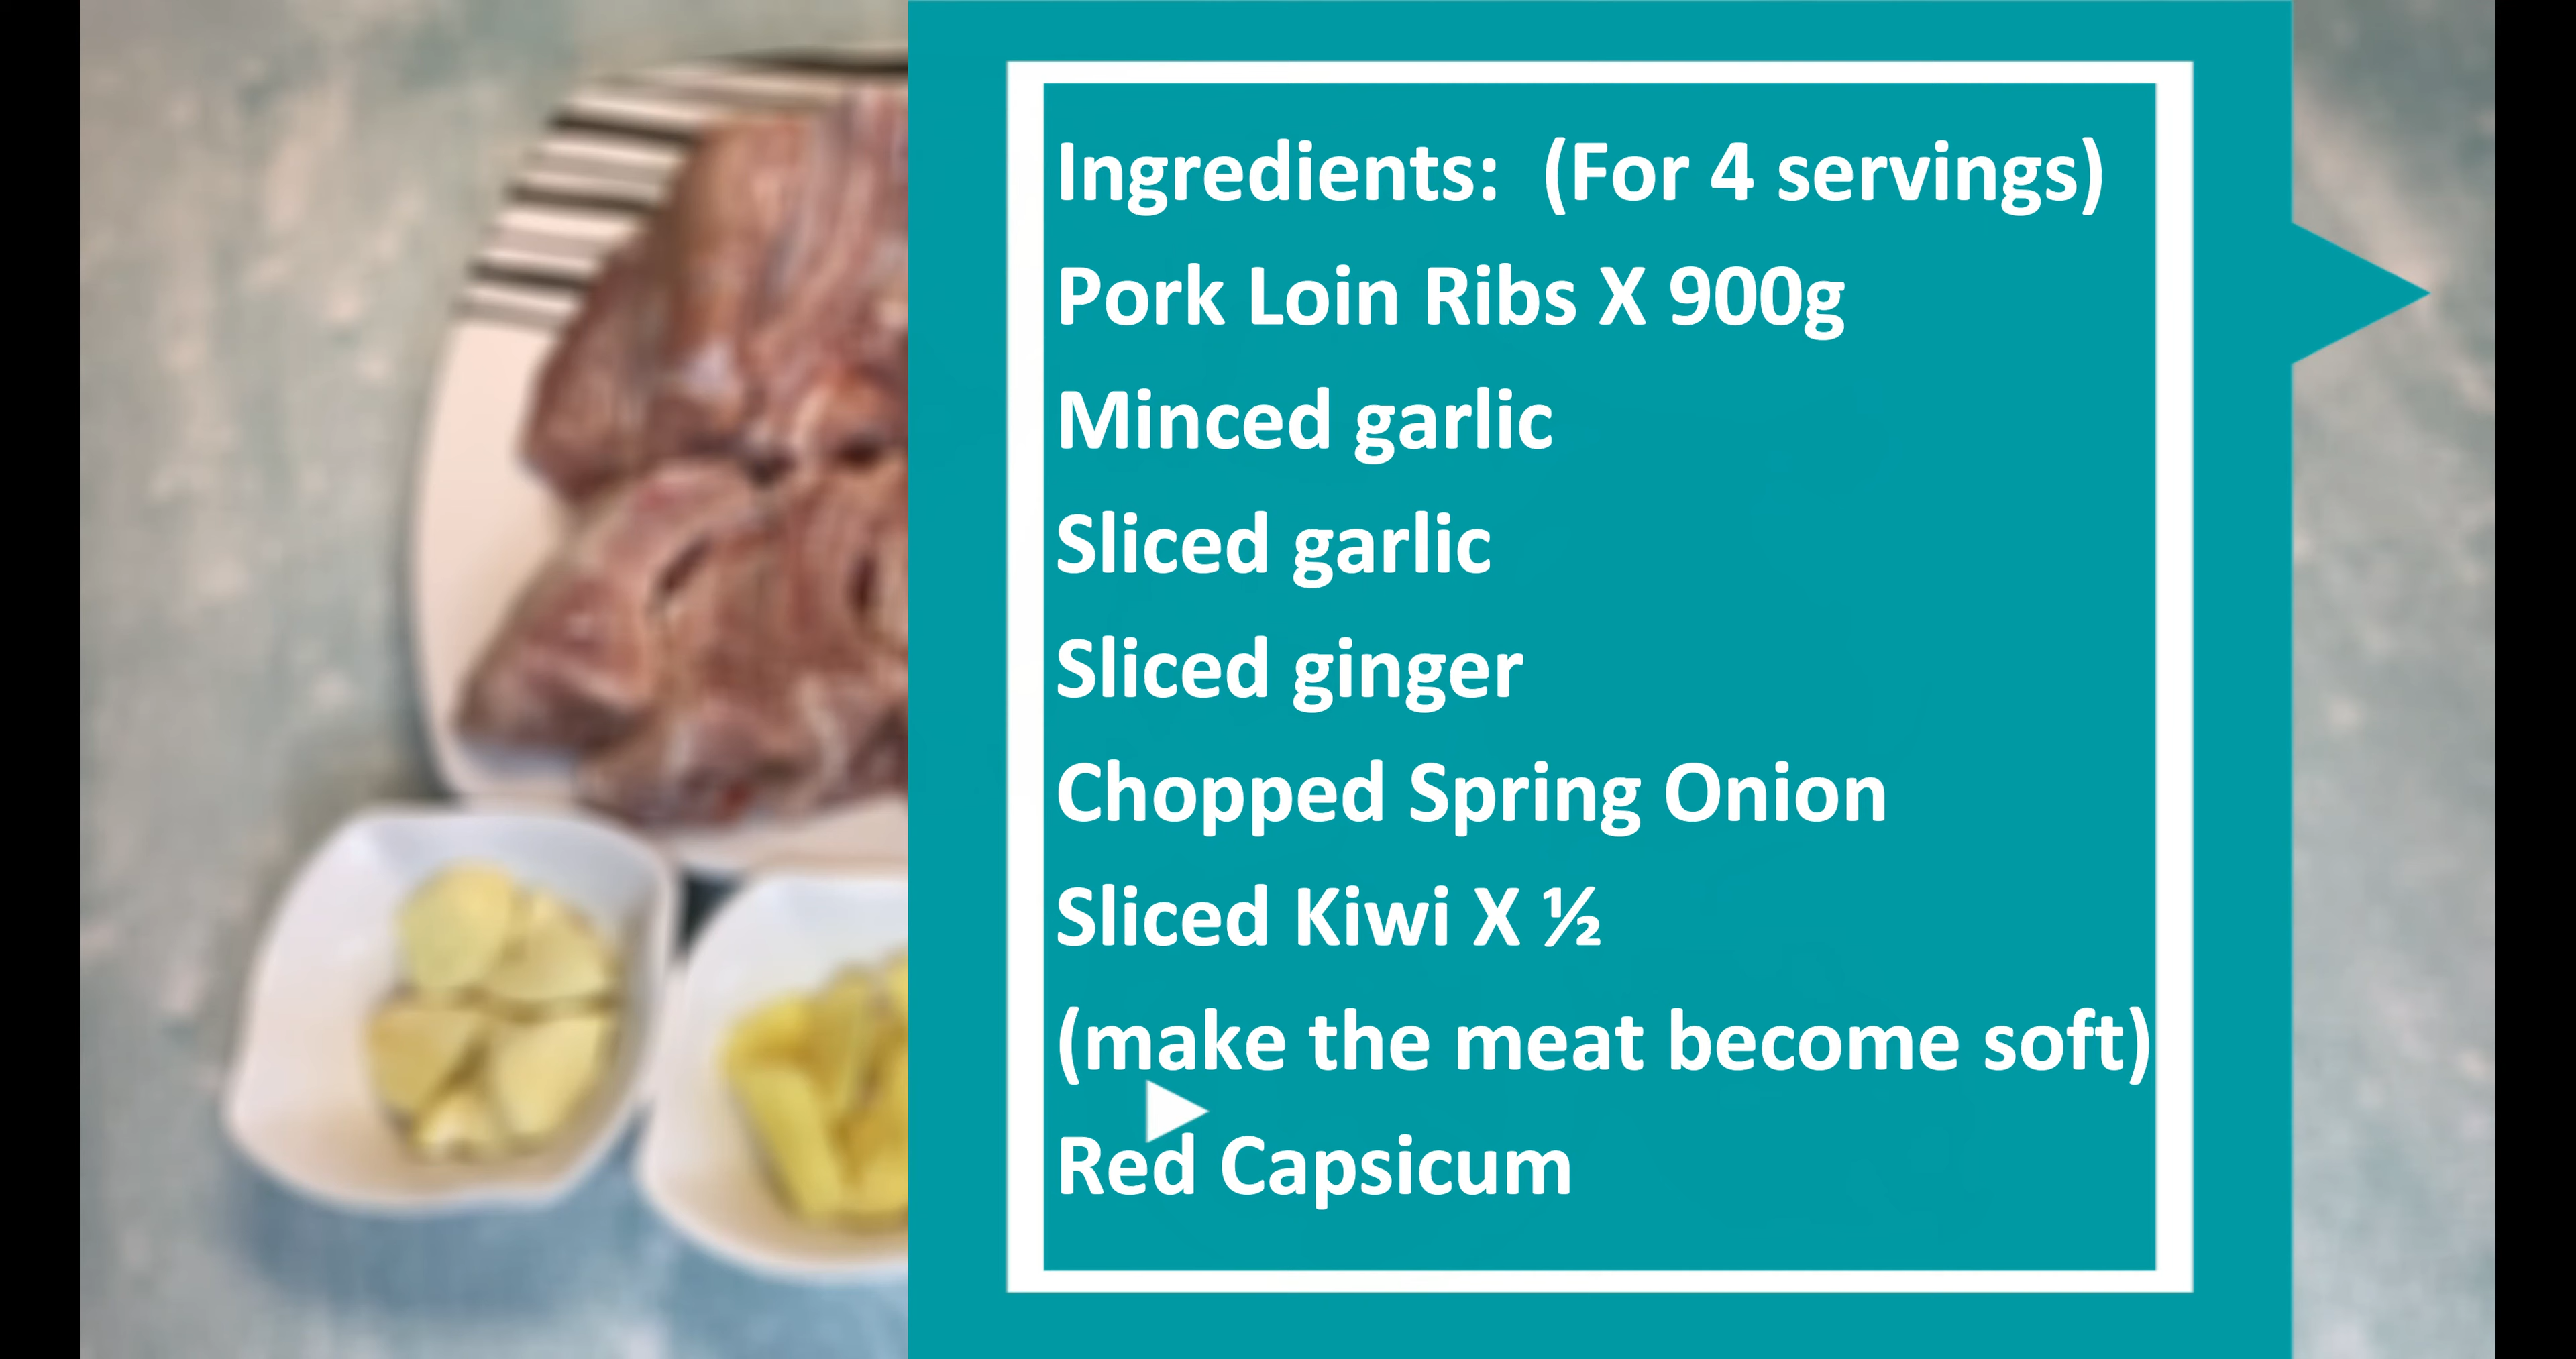 Ingredients: (For 4 servings)
Pork Loin Ribs X 900g
Minced garlic
Sliced garlic
Sliced ginger
Chopped Spring Onion
Sliced Kiwi X ½
(make the meat become soft)
Red Capsicum